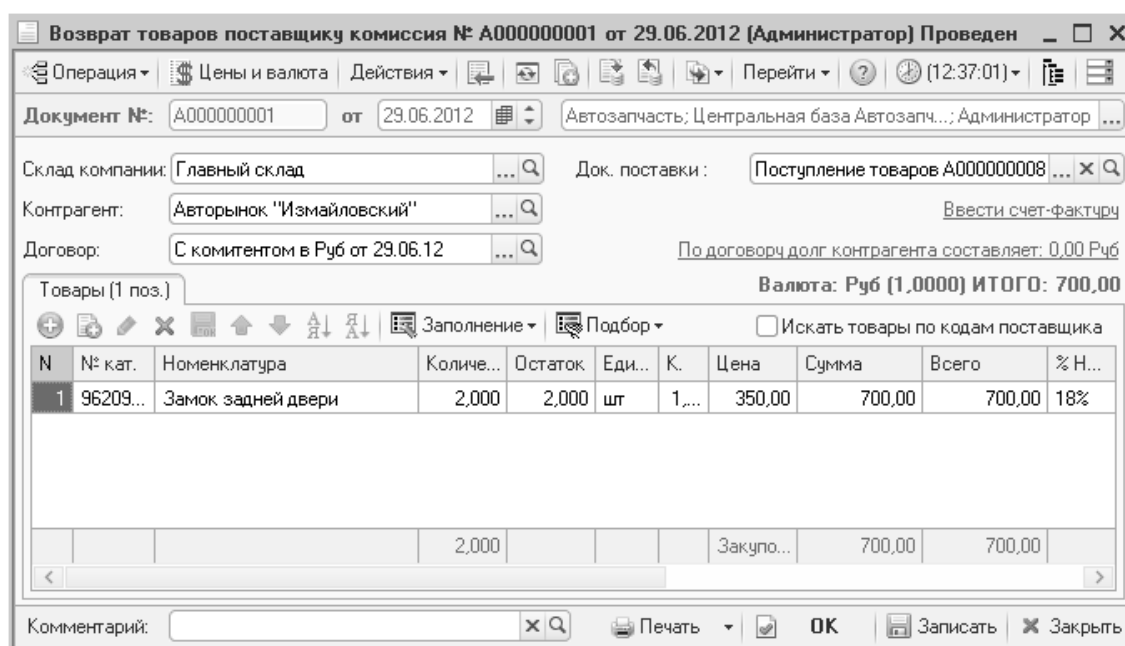 Возврат товаров поставщику комиссия № А000000001 от 29.06.2012 (Администратор) Проведен
Операция Цены и валюта Действия Перейти (12:37:01)
Документ №: А000000001 от 29.06.2012 Автозапчасть; Центральная база Автозапч...; Администратор ...
Склад компании: Главный склад ... Док. поставки : Поступление товаров А000000008 ...
Контрагент: Авторынок "Измайловский" ... Ввести счет-фактуру
Договор: С комитентом в Руб от 29.06.12 ... По договору долг контрагента составляет: 0,00 Руб
Товары (1 поз.) Валюта: Руб (1,0000) ИТОГО: 700,00
Заполнение Подбор Искать товары по кодам поставщика
N № кат. Номенклатура Количе... Остаток Еди... К. Цена Сумма Всего % Н...
1 96209... Замок задней двери 2,000 2,000 шт 1,... 350,00 700,00 700,00 18%
2,000 Закупо... 700,00 700,00
Комментарий: Печать OK Записать Закрыть